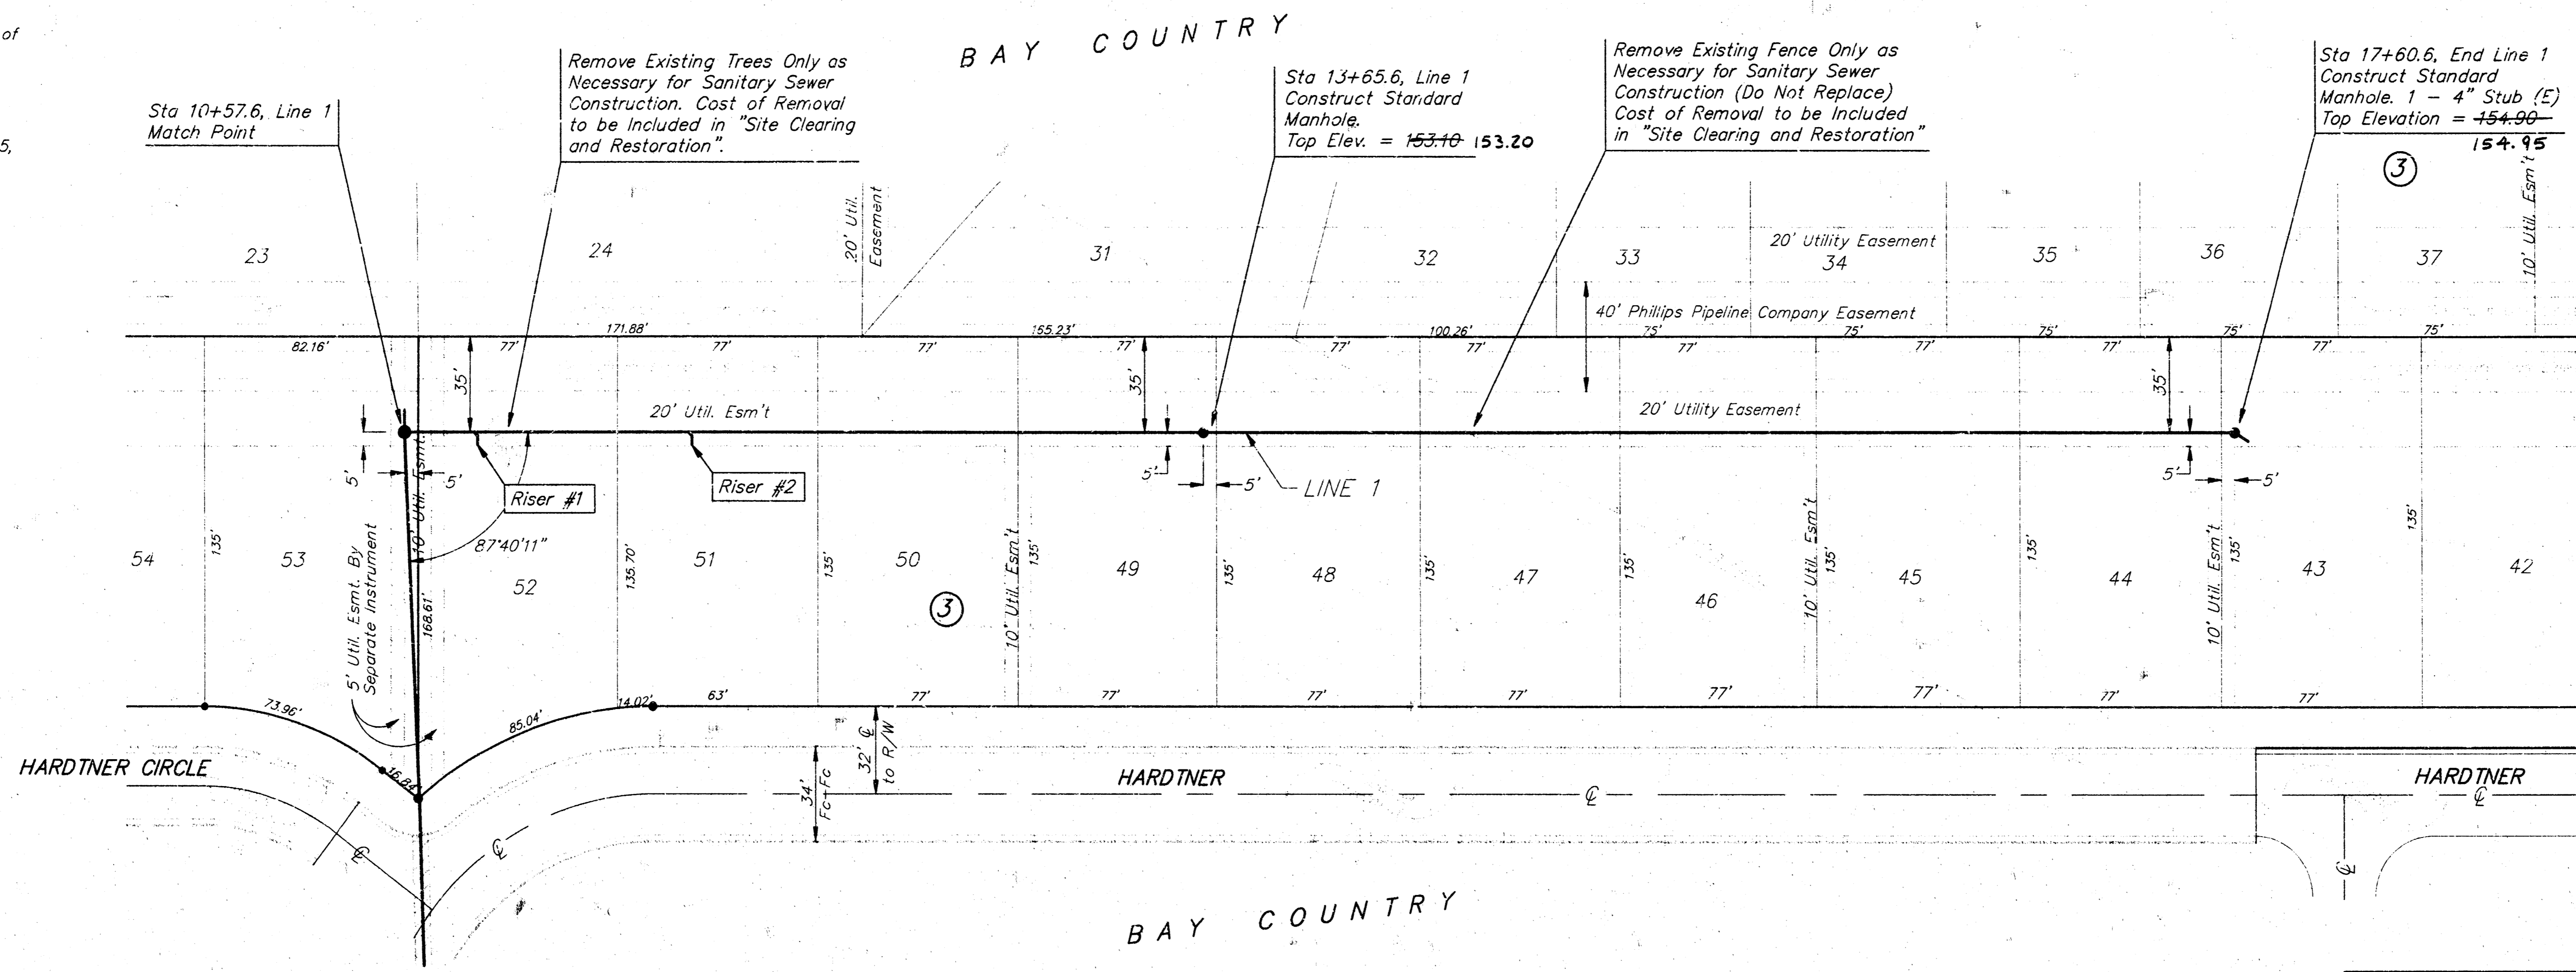 of
5,
BAY COUNTRY
Sta 10+57.6, Line 1
Match Point
Remove Existing Trees Only as
Necessary for Sanitary Sewer
Construction. Cost of Removal
to be Included in "Site Clearing
and Restoration".
Sta 13+65.6, Line 1
Construct Standard
Manhole.
Top Elev. = 153.10 153.20
Remove Existing Fence Only as
Necessary for Sanitary Sewer
Construction (Do Not Replace)
Cost of Removal to be Included
in "Site Clearing and Restoration"
Sta 17+60.6, End Line 1
Construct Standard
Manhole. 1 - 4" Stub (E)
Top Elevation = 154.90
154.95
3
23
24
20' Util.
Easement
31
32
33
20' Utility Easement
34
35
36
37
10' Util. Esm't
40' Phillips Pipeline Company Easement
171.88'
155.23'
100.26'
75'
75'
75'
75'
75'
82.16'
77'
77'
77'
77'
77'
77'
77'
77'
77'
77'
35'
35'
35'
20' Util. Esm't
20' Utility Easement
5'
5'
5'
5'
5'
5'
Riser #1
Riser #2
LINE 1
87°40'11"
54
135'
53
5' Util. Esmt. By
Separate Instrument
10' Util. Esmt.
168.61'
52
135.70'
51
135'
50
3
10' Util. Esm't
135'
49
135'
48
135'
47
135'
46
10' Util. Esm't
135'
45
135'
44
10' Util. Esm't
135'
43
135'
42
73.96'
16.84'
85.04'
14.02'
63'
77'
77'
77'
77'
77'
77'
77'
77'
HARDTNER CIRCLE
34'
Fc-Fc
32' ℄
to R/W
HARDTNER
℄
HARDTNER
℄
℄
℄
℄
BAY COUNTRY